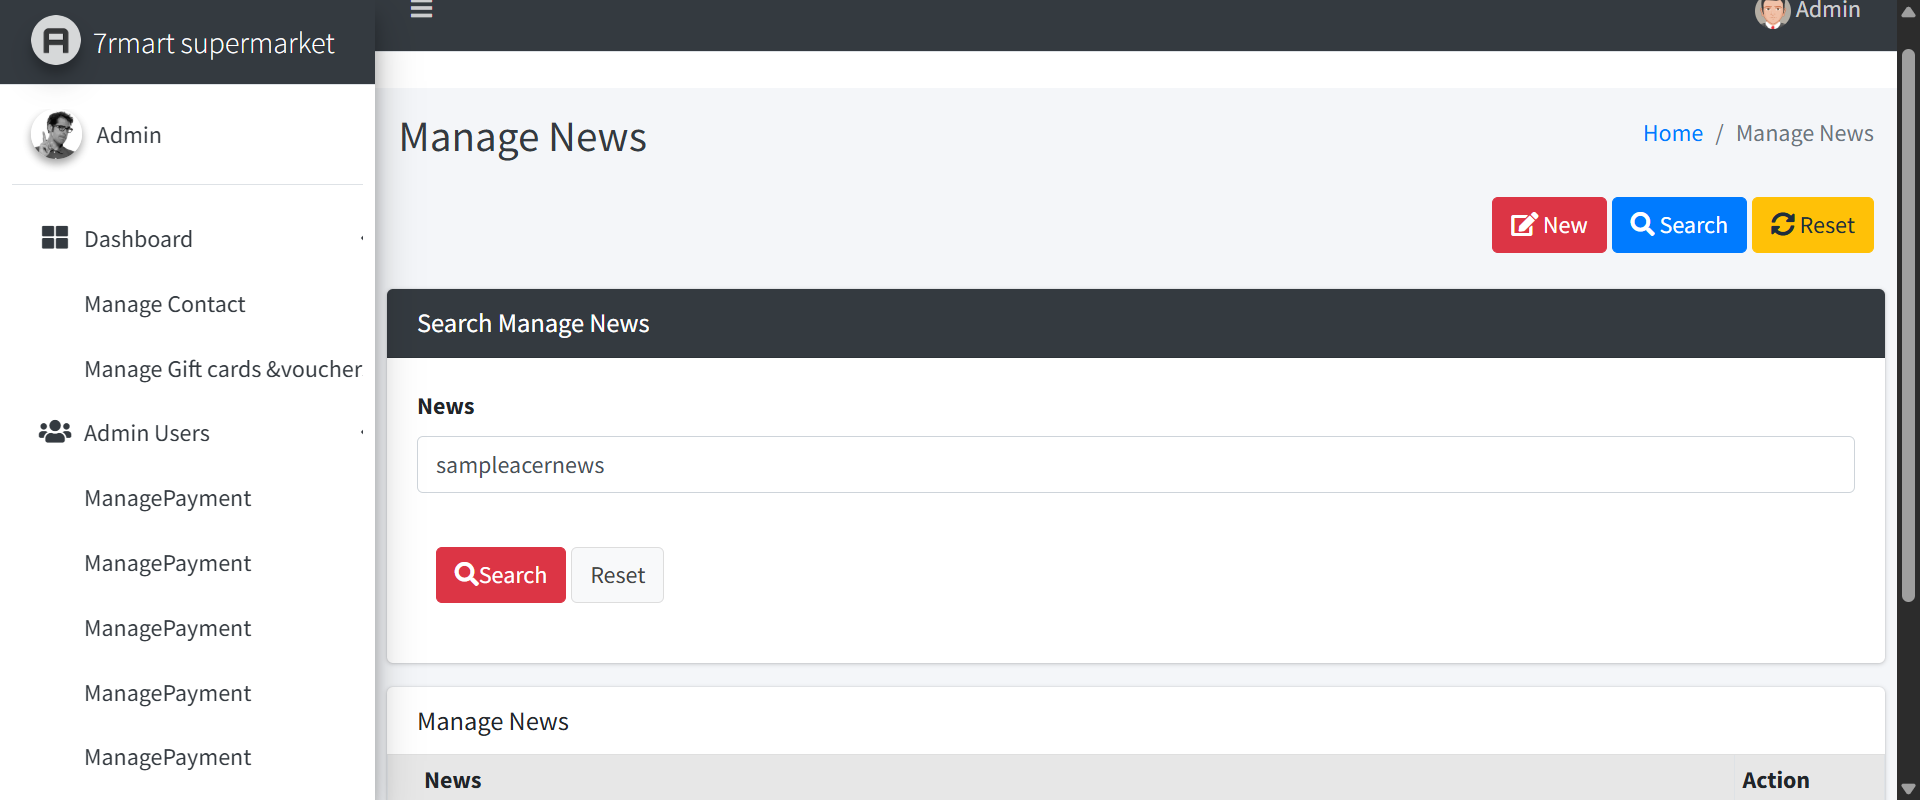 7rmart supermarket
Admin
Admin
Dashboard
Manage Contact
Manage Gift cards &voucher
Admin Users
ManagePayment
ManagePayment
ManagePayment
ManagePayment
ManagePayment
Manage News
Home / Manage News
New Search Reset
Search Manage News
News
sampleacernews
Search Reset
Manage News
News Action